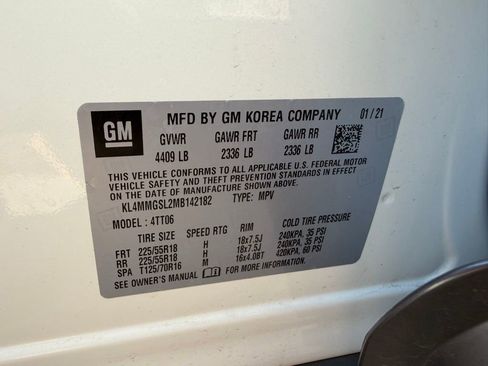 GM
MFD BY GM KOREA COMPANY 01/21
GVWR GAWR FRT GAWR RR
4409 LB 2336 LB 2336 LB
THIS VEHICLE CONFORMS TO ALL APPLICABLE U.S. FEDERAL MOTOR
VEHICLE SAFETY AND THEFT PREVENTION STANDARDS IN EFFECT ON
THE DATE OF MANUFACTURE SHOWN ABOVE.
KL4MMGSL2MB142182 TYPE: MPV
MODEL: 4TT06
TIRE SIZE SPEED RTG RIM COLD TIRE PRESSURE
FRT 225/55R18 H 18x7.5J 240KPA, 35 PSI
RR 225/55R18 H 18x7.5J 240KPA, 35 PSI
SPA T125/70R16 M 16x4.0BT 420KPA, 60 PSI
SEE OWNER'S MANUAL FOR MORE INFORMATION.